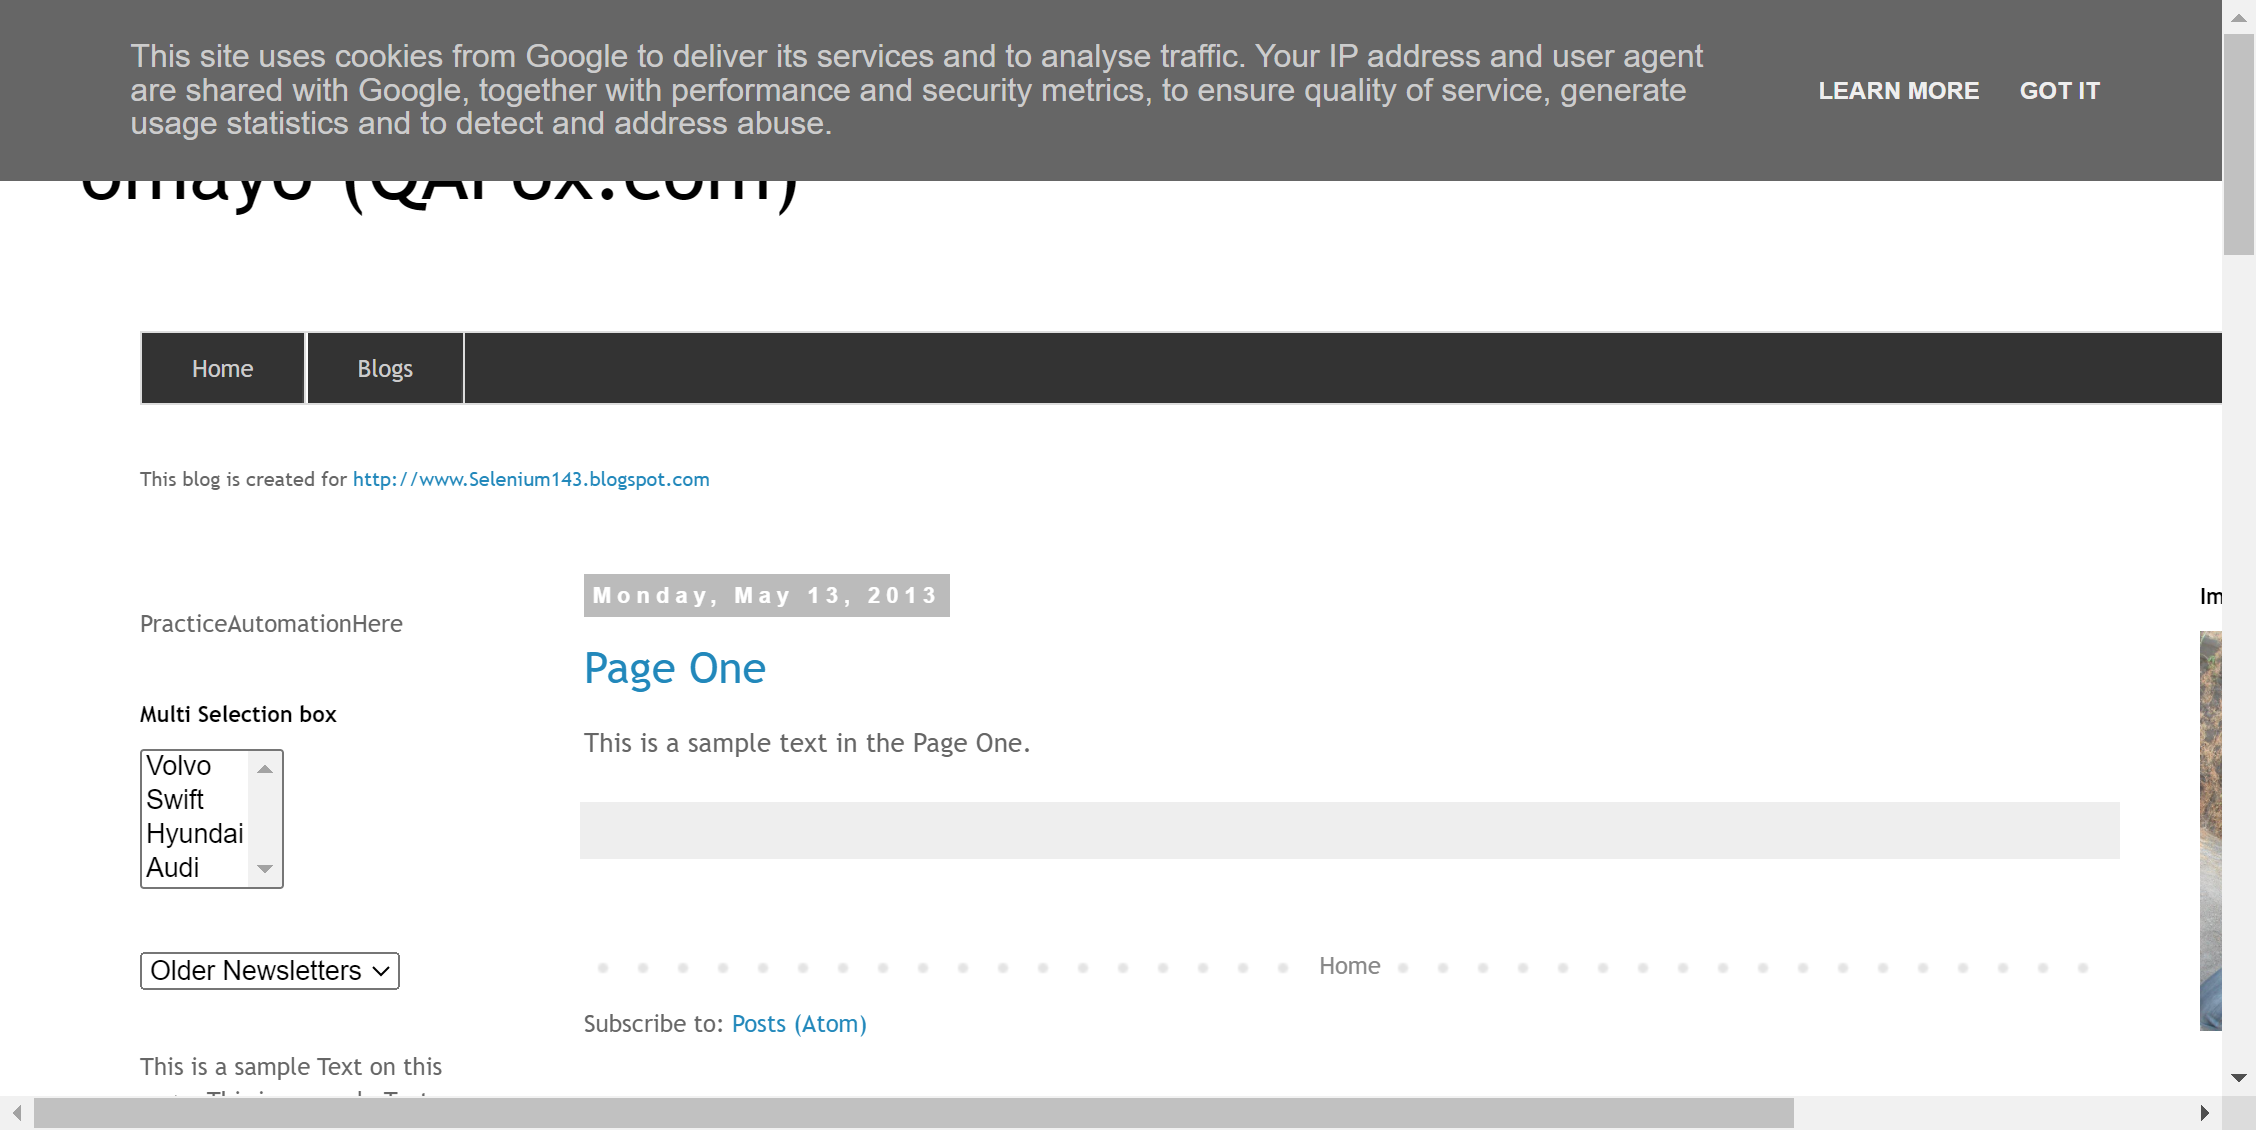 This site uses cookies from Google to deliver its services and to analyse traffic. Your IP address and user agent
are shared with Google, together with performance and security metrics, to ensure quality of service, generate
usage statistics and to detect and address abuse.
LEARN MORE GOT IT
omayo (QAFox.com)
Home Blogs
This blog is created for http://www.Selenium143.blogspot.com
PracticeAutomationHere
Multi Selection box
Volvo
Swift
Hyundai
Audi
Older Newsletters
This is a sample Text on this
Monday, May 13, 2013
Page One
This is a sample text in the Page One.
Home
Subscribe to: Posts (Atom)